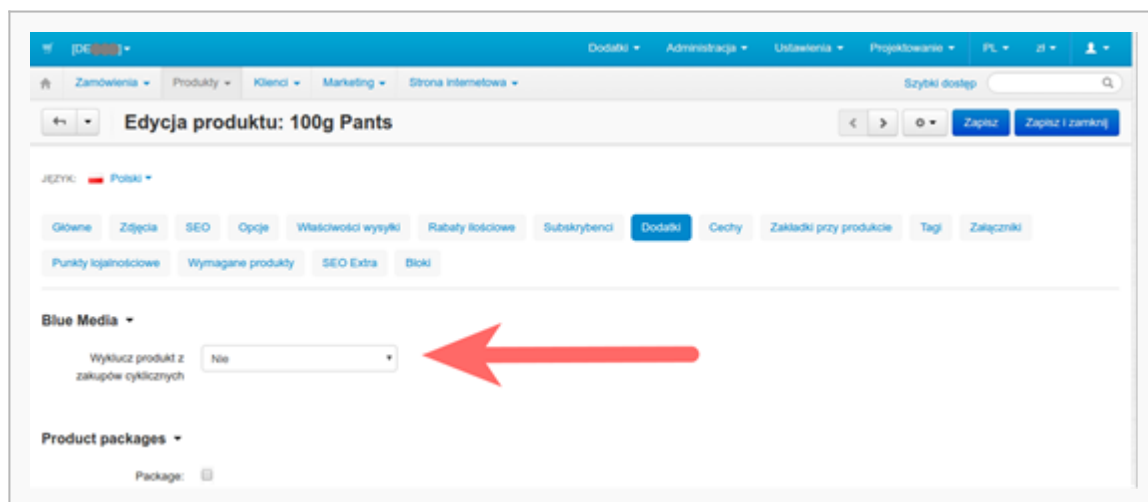 [DE
Dodatki Administracja Ustawienia Projektowanie PL zł
Zamówienia Produkty Klienci Marketing Strona internetowa Szybki dostęp
Edycja produktu: 100g Pants Zapisz Zapisz i zamknij
JĘZYK: Polski
Główne Zdjęcia SEO Opcje Właściwości wysyłki Rabaty ilościowe Subskrybenci Dodatki Cechy Zakładki przy produkcie Tagi Załączniki
Punkty lojalnościowe Wymagane produkty SEO Extra Bloki
Blue Media
Wyklucz produkt z Nie
zakupów cyklicznych
Product packages
Package: